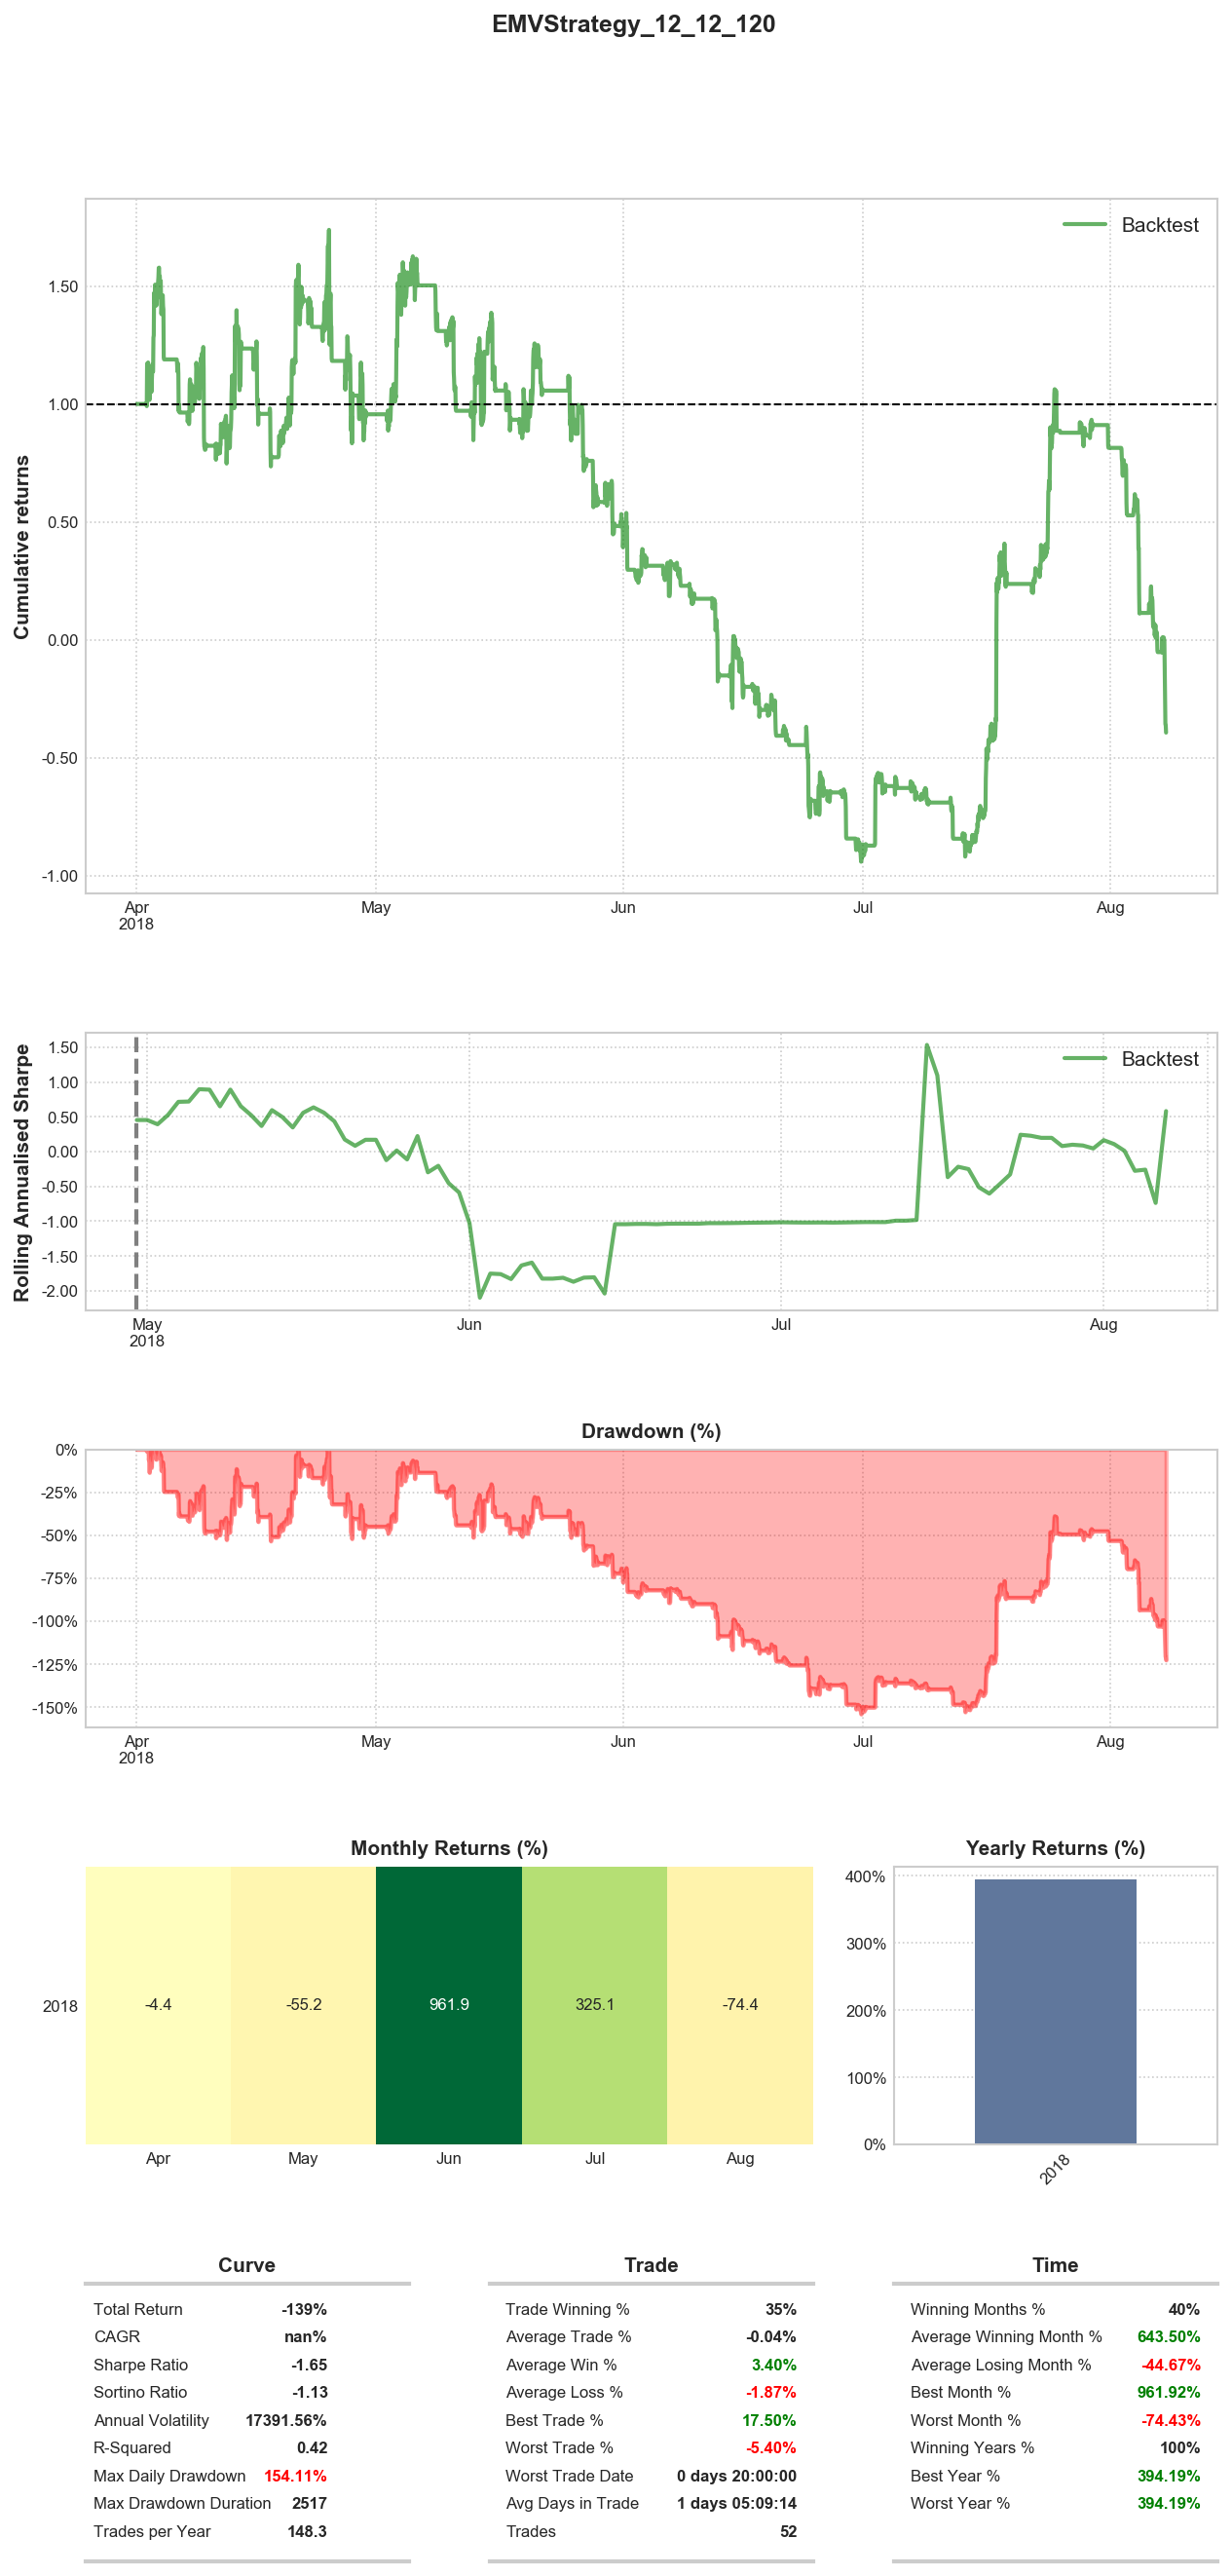 EMVStrategy_12_12_120
Backtest
Cumulative returns
1.50
1.00
0.50
0.00
-0.50
-1.00
Apr May Jun Jul Aug
2018
Backtest
Rolling Annualised Sharpe
1.50
1.00
0.50
0.00
-0.50
-1.00
-1.50
-2.00
May Jun Jul Aug
2018
Drawdown (%)
0%
-25%
-50%
-75%
-100%
-125%
-150%
Apr May Jun Jul Aug
2018
Monthly Returns (%)
2018 -4.4 -55.2 961.9 325.1 -74.4
Apr May Jun Jul Aug
Yearly Returns (%)
400%
300%
200%
100%
0%
2018
Curve
Total Return -139%
CAGR nan%
Sharpe Ratio -1.65
Sortino Ratio -1.13
Annual Volatility 17391.56%
R-Squared 0.42
Max Daily Drawdown 154.11%
Max Drawdown Duration 2517
Trades per Year 148.3
Trade
Trade Winning % 35%
Average Trade % -0.04%
Average Win % 3.40%
Average Loss % -1.87%
Best Trade % 17.50%
Worst Trade % -5.40%
Worst Trade Date 0 days 20:00:00
Avg Days in Trade 1 days 05:09:14
Trades 52
Time
Winning Months % 40%
Average Winning Month % 643.50%
Average Losing Month % -44.67%
Best Month % 961.92%
Worst Month % -74.43%
Winning Years % 100%
Best Year % 394.19%
Worst Year % 394.19%